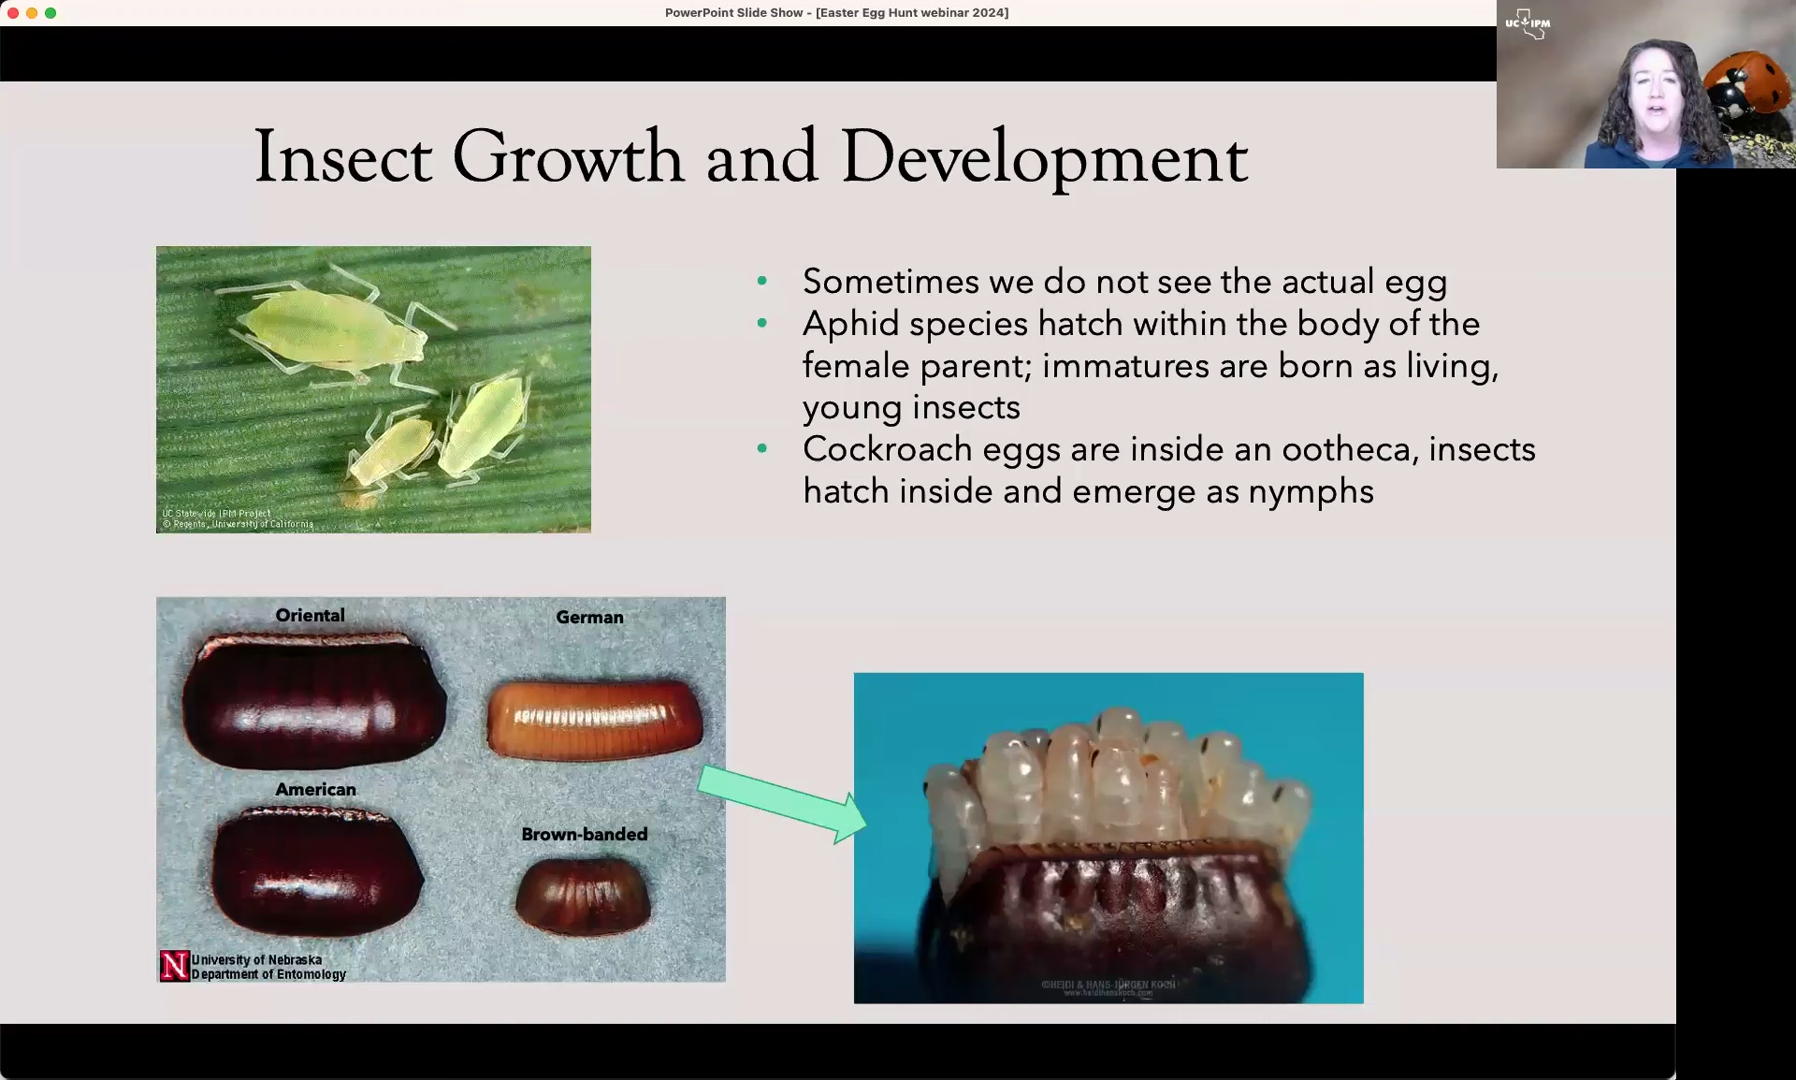 PowerPoint Slide Show - [Easter Egg Hunt webinar 2024]
UC IPM
Insect Growth and Development
• Sometimes we do not see the actual egg
• Aphid species hatch within the body of the
female parent; immatures are born as living,
young insects
• Cockroach eggs are inside an ootheca, insects
hatch inside and emerge as nymphs
UC Statewide IPM Project
© Regents, University of California
Oriental
German
American
Brown-banded
N University of Nebraska
Department of Entomology
©HEIDI & HANS-JÜRGEN KOCH
www.heidihanskoch.com